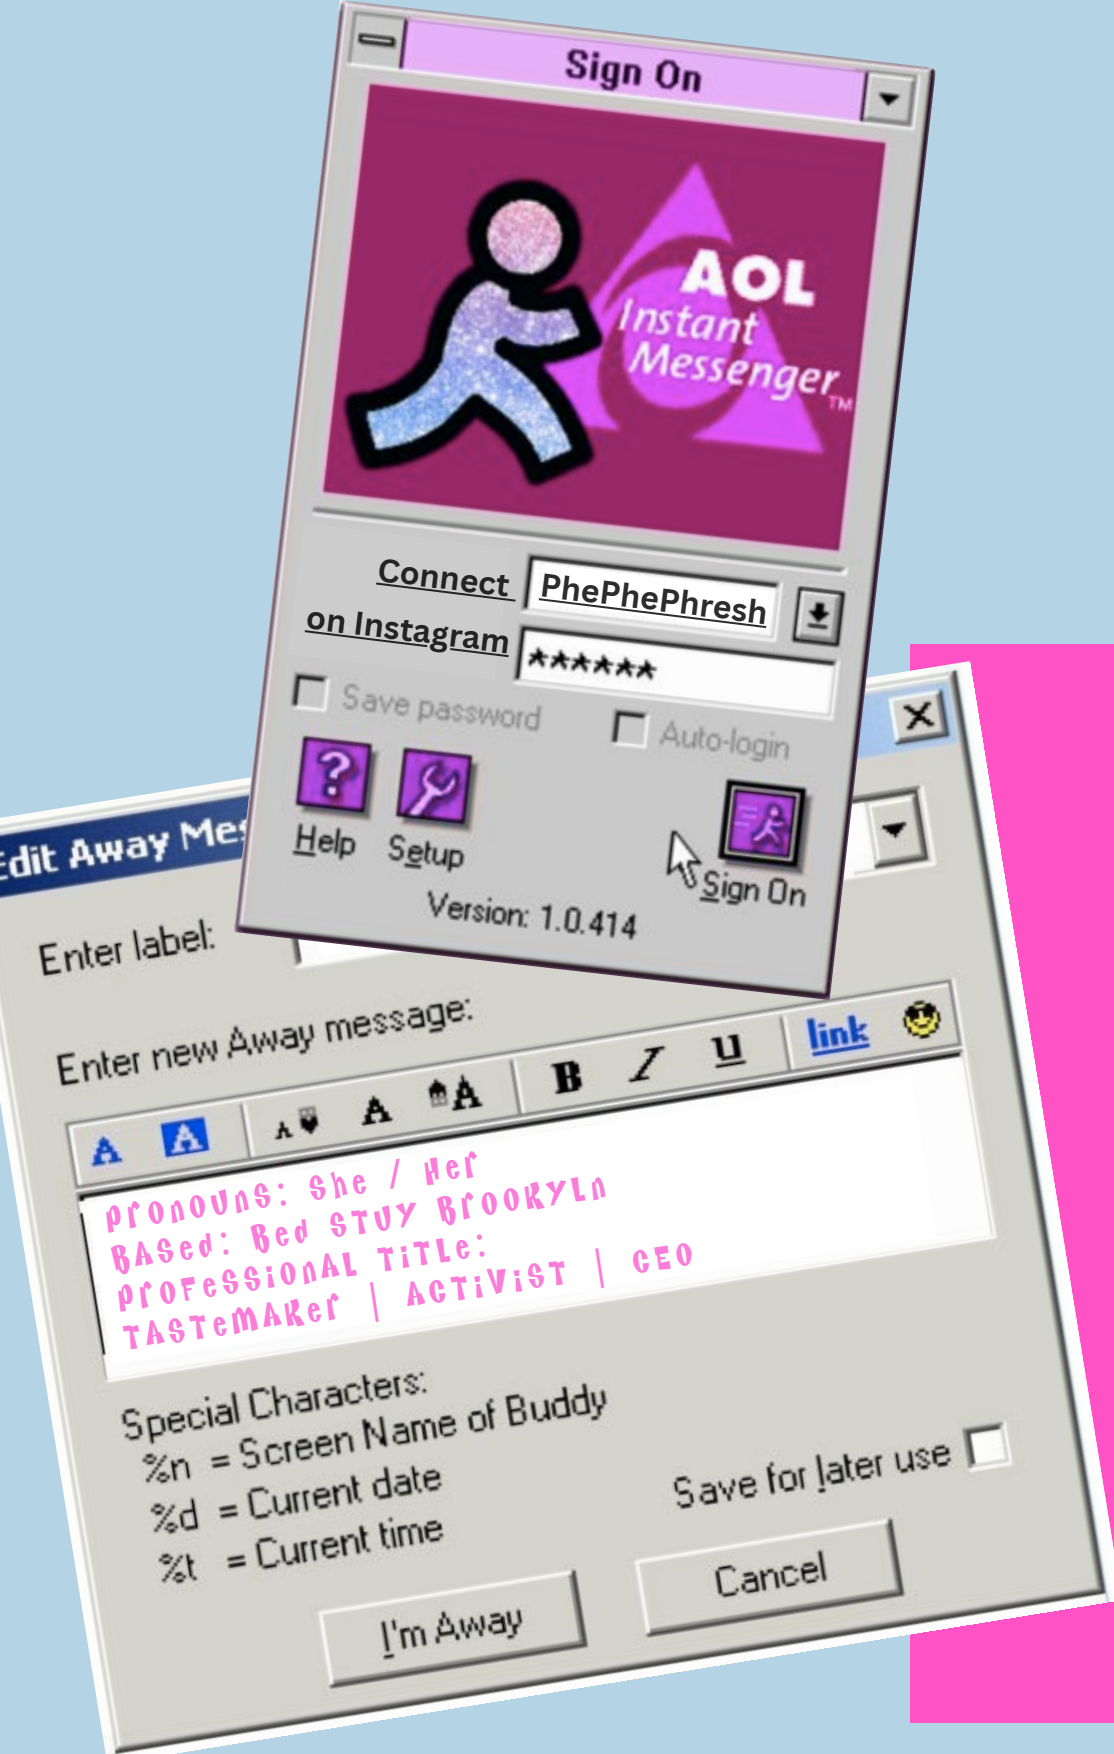 Sign On
AOL
Instant
Messenger
TM
Connect PhePhePhresh
on Instagram ******
Save password Auto-login
? 
Help Setup Sign On
Version: 1.0.414
Edit Away Mes
Enter label:
Enter new Away message:
A A A A A B I U link
Pronouns: She / Her
Based: Bed Stuy Brooklyn
Professional Title:
Tastemaker | Activist | CEO
Special Characters:
%n = Screen Name of Buddy
%d = Current date
%t = Current time
Save for later use
I'm Away Cancel